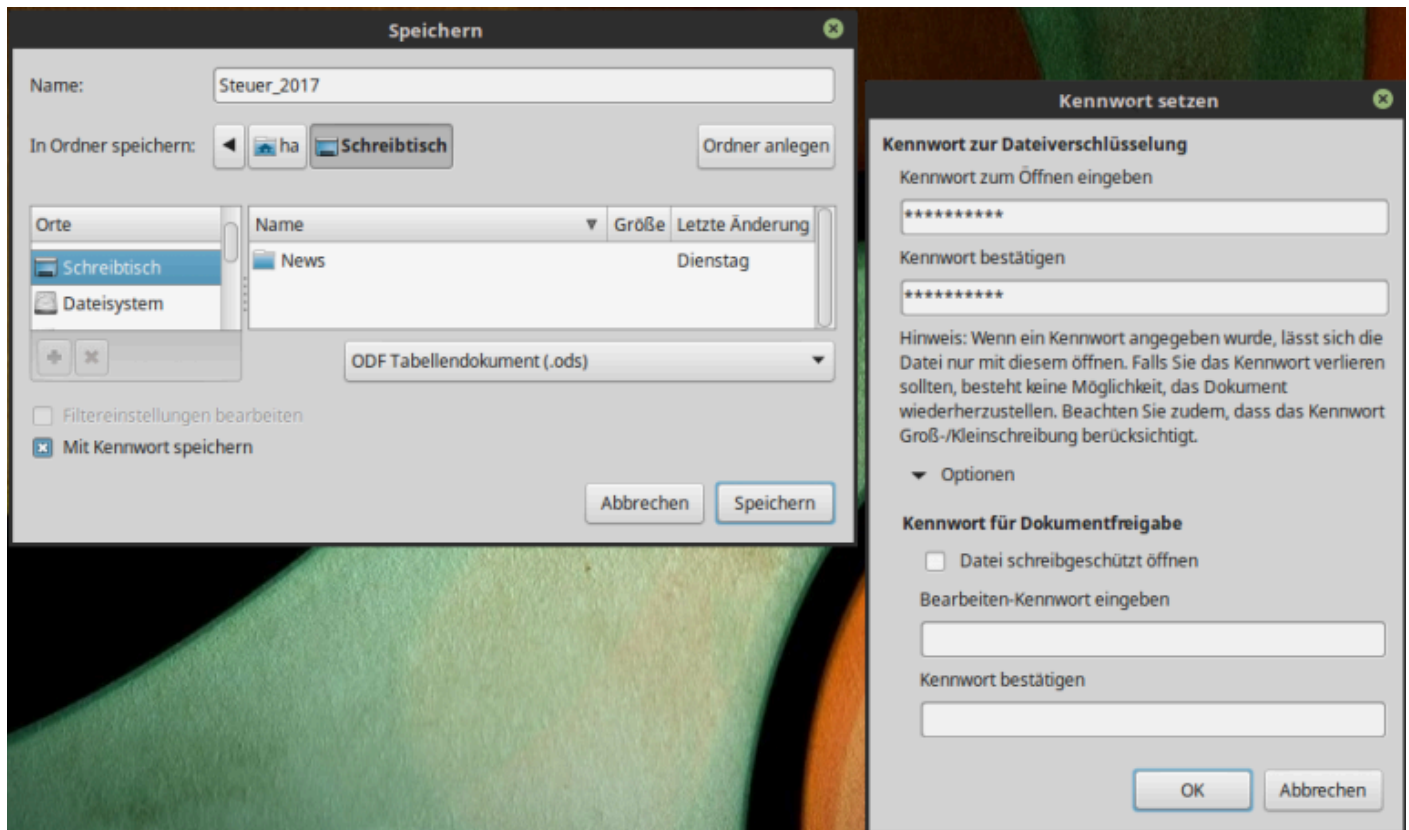 Speichern
Name:
Steuer_2017
In Ordner speichern:
ha
Schreibtisch
Ordner anlegen
Orte
Schreibtisch
Dateisystem
Name
Größe
Letzte Änderung
News
Dienstag
ODF Tabellendokument (.ods)
Filtereinstellungen bearbeiten
Mit Kennwort speichern
Abbrechen
Speichern
Kennwort setzen
Kennwort zur Dateiverschlüsselung
Kennwort zum Öffnen eingeben
**********
Kennwort bestätigen
**********
Hinweis: Wenn ein Kennwort angegeben wurde, lässt sich die
Datei nur mit diesem öffnen. Falls Sie das Kennwort verlieren
sollten, besteht keine Möglichkeit, das Dokument
wiederherzustellen. Beachten Sie zudem, dass das Kennwort
Groß-/Kleinschreibung berücksichtigt.
Optionen
Kennwort für Dokumentfreigabe
Datei schreibgeschützt öffnen
Bearbeiten-Kennwort eingeben
Kennwort bestätigen
OK
Abbrechen